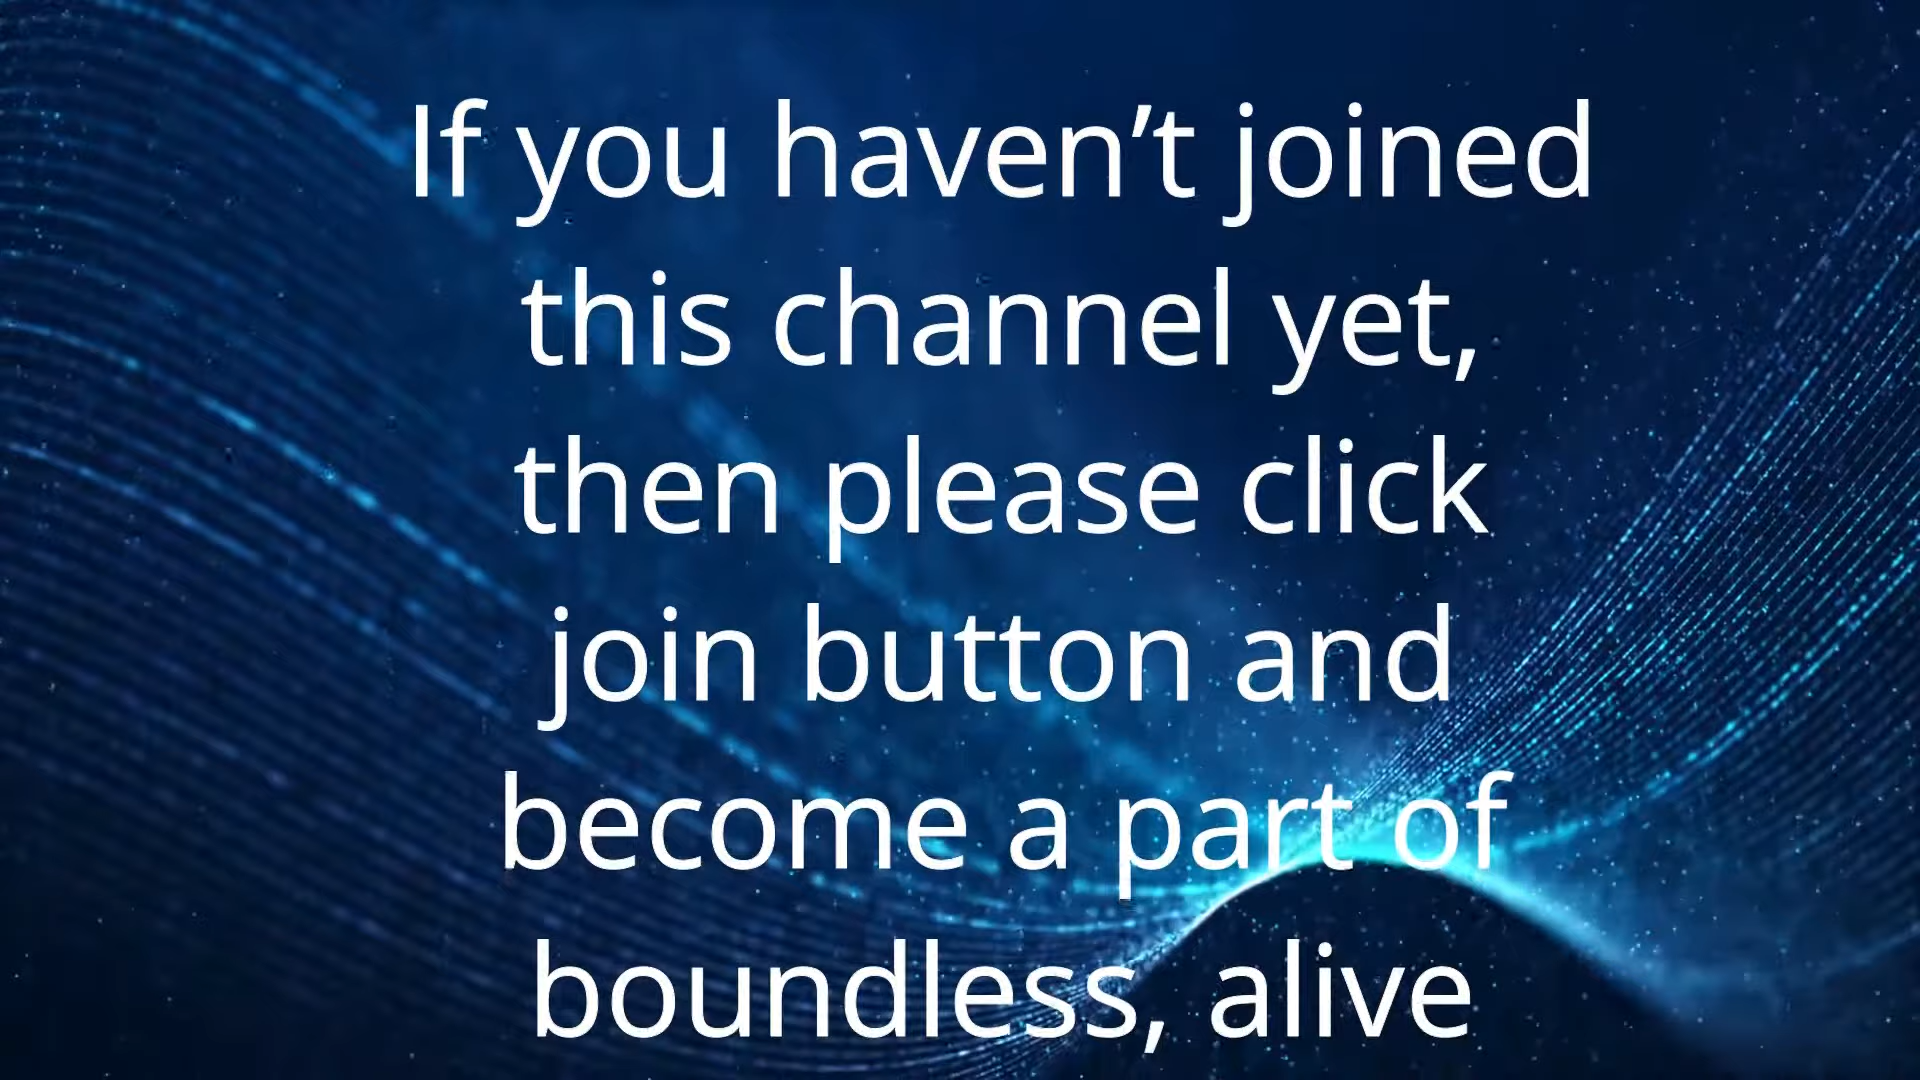 If you haven’t joined
this channel yet,
then please click
join button and
become a part of
boundless, alive